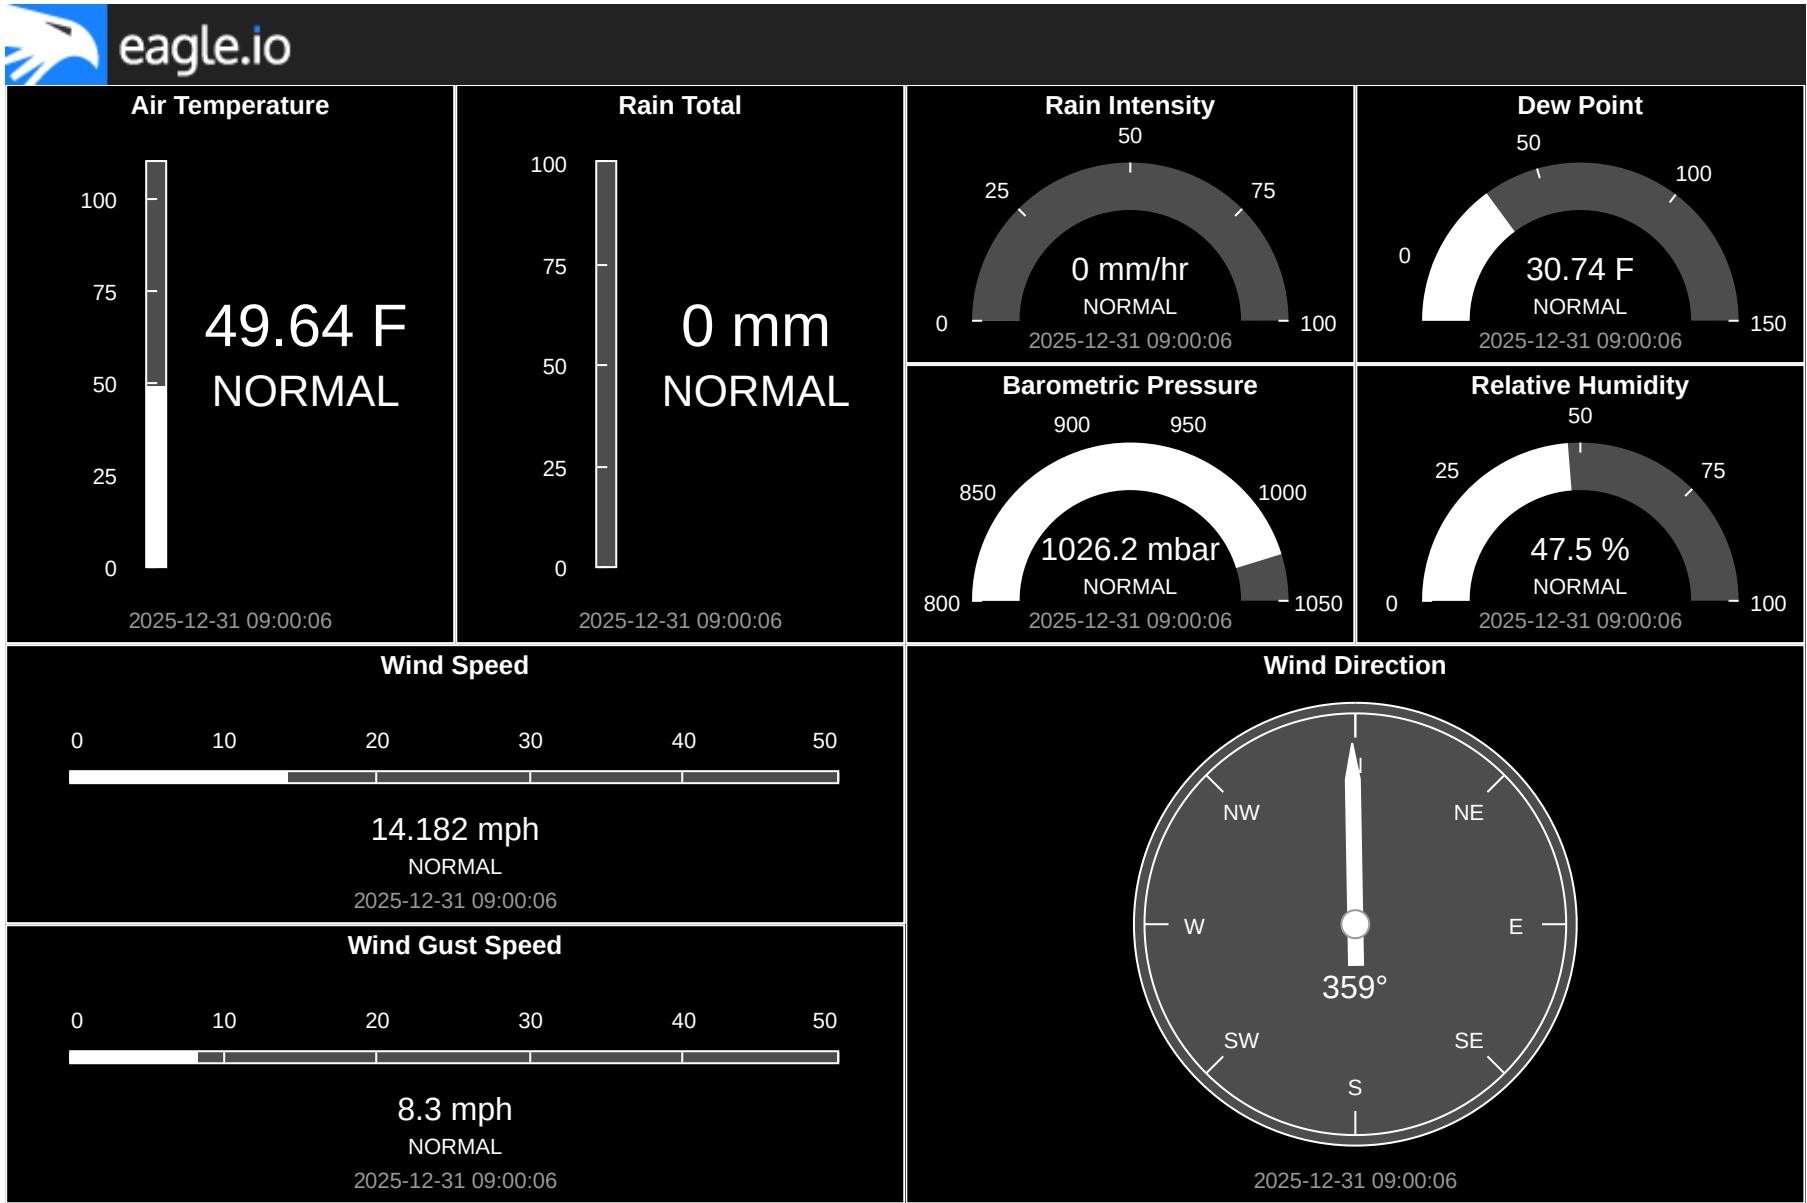 eagle.io
Air Temperature
100
75
50
25
0
49.64 F
NORMAL
2025-12-31 09:00:06
Rain Total
100
75
50
25
0
0 mm
NORMAL
2025-12-31 09:00:06
Rain Intensity
0
25
50
75
100
0 mm/hr
NORMAL
2025-12-31 09:00:06
Dew Point
0
50
100
150
30.74 F
NORMAL
2025-12-31 09:00:06
Barometric Pressure
800
850
900
950
1000
1050
1026.2 mbar
NORMAL
2025-12-31 09:00:06
Relative Humidity
0
25
50
75
100
47.5 %
NORMAL
2025-12-31 09:00:06
Wind Speed
0 10 20 30 40 50
14.182 mph
NORMAL
2025-12-31 09:00:06
Wind Gust Speed
0 10 20 30 40 50
8.3 mph
NORMAL
2025-12-31 09:00:06
Wind Direction
NW NE
W E
359°
SW SE
S
2025-12-31 09:00:06